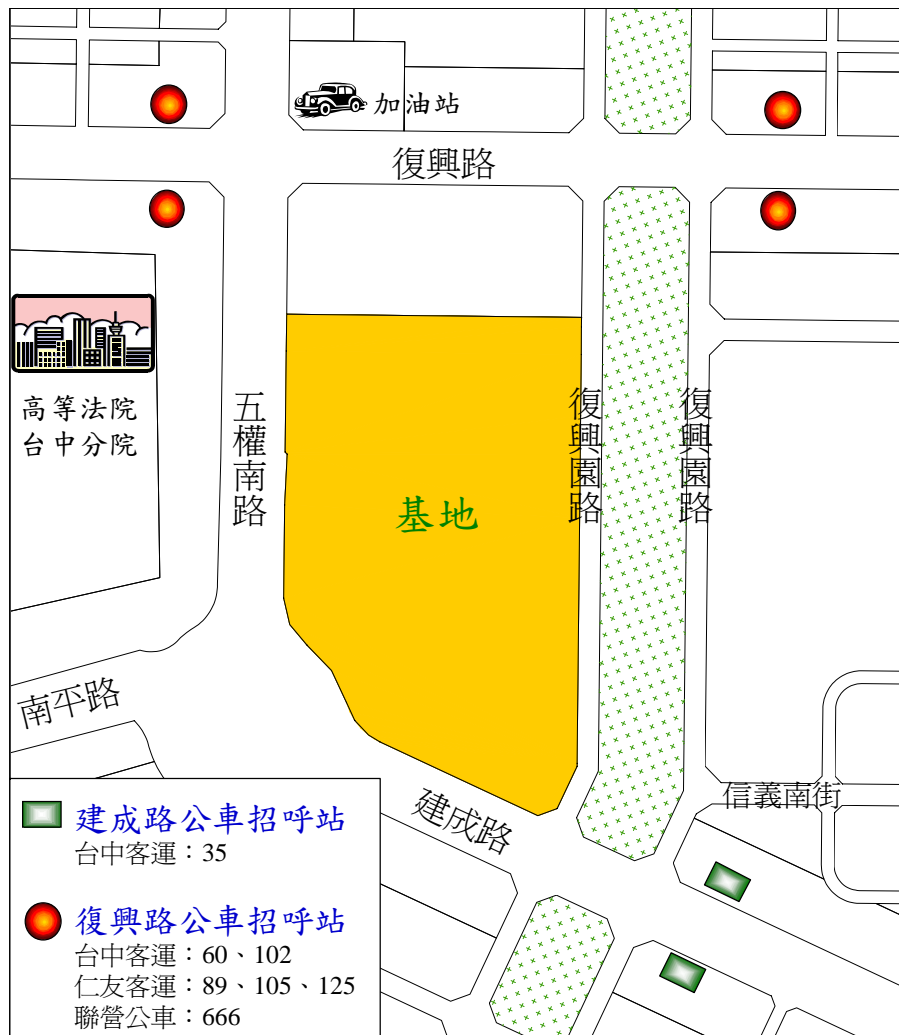 加油站
復興路
高等法院
台中分院
五權南路
復興園路
復興園路
基地
南平路
建成路
信義南街
建成路公車招呼站
台中客運：35
復興路公車招呼站
台中客運：60、102
仁友客運：89、105、125
聯營公車：666